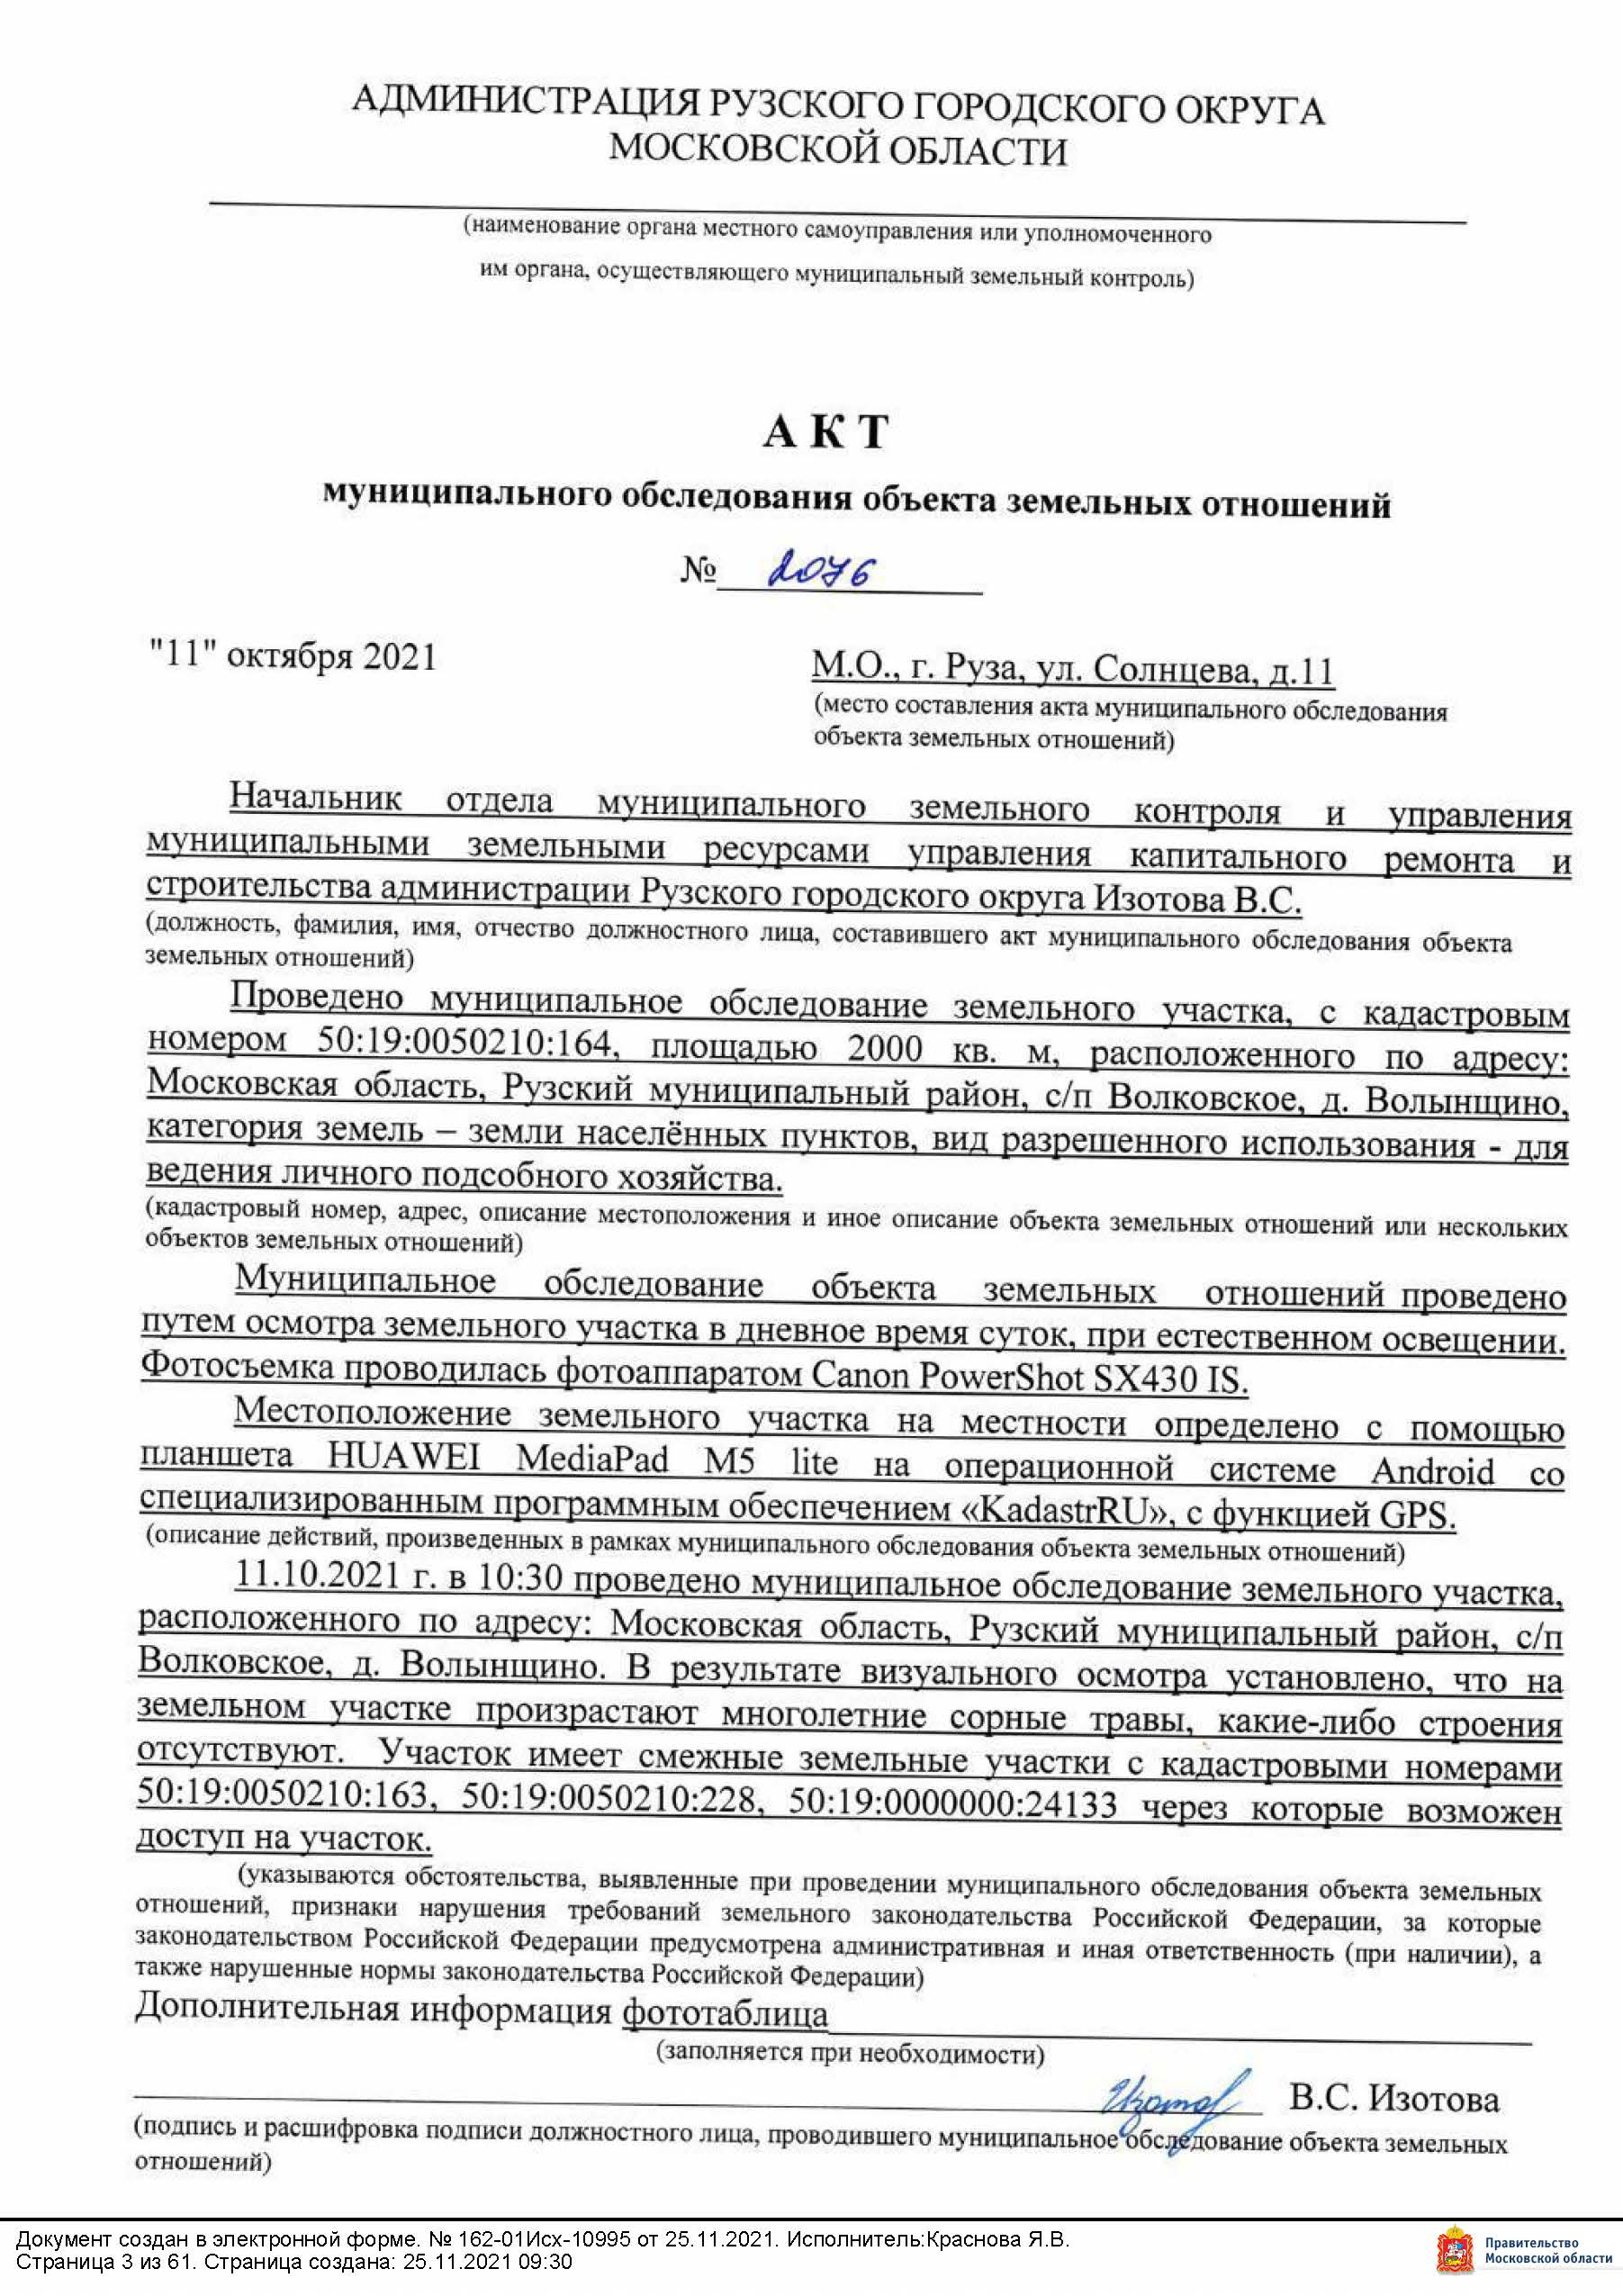 АДМИНИСТРАЦИЯ РУЗСКОГО ГОРОДСКОГО ОКРУГА
МОСКОВСКОЙ ОБЛАСТИ
(наименование органа местного самоуправления или уполномоченного
им органа, осуществляющего муниципальный земельный контроль)
А К Т
муниципального обследования объекта земельных отношений
№ 2076
"11" октября 2021
М.О., г. Руза, ул. Солнцева, д.11
(место составления акта муниципального обследования
объекта земельных отношений)
Начальник отдела муниципального земельного контроля и управления
муниципальными земельными ресурсами управления капитального ремонта и
строительства администрации Рузского городского округа Изотова В.С.
(должность, фамилия, имя, отчество должностного лица, составившего акт муниципального обследования объекта
земельных отношений)
Проведено муниципальное обследование земельного участка, с кадастровым
номером 50:19:0050210:164, площадью 2000 кв. м, расположенного по адресу:
Московская область, Рузский муниципальный район, с/п Волковское, д. Волынщино,
категория земель – земли населённых пунктов, вид разрешенного использования - для
ведения личного подсобного хозяйства.
(кадастровый номер, адрес, описание местоположения и иное описание объекта земельных отношений или нескольких
объектов земельных отношений)
Муниципальное обследование объекта земельных отношений проведено
путем осмотра земельного участка в дневное время суток, при естественном освещении.
Фотосъемка проводилась фотоаппаратом Canon PowerShot SX430 IS.
Местоположение земельного участка на местности определено с помощью
планшета HUAWEI MediaPad M5 lite на операционной системе Android со
специализированным программным обеспечением «KadastrRU», с функцией GPS.
(описание действий, произведенных в рамках муниципального обследования объекта земельных отношений)
11.10.2021 г. в 10:30 проведено муниципальное обследование земельного участка,
расположенного по адресу: Московская область, Рузский муниципальный район, с/п
Волковское, д. Волынщино. В результате визуального осмотра установлено, что на
земельном участке произрастают многолетние сорные травы, какие-либо строения
отсутствуют. Участок имеет смежные земельные участки с кадастровыми номерами
50:19:0050210:163, 50:19:0050210:228, 50:19:0000000:24133 через которые возможен
доступ на участок.
(указываются обстоятельства, выявленные при проведении муниципального обследования объекта земельных
отношений, признаки нарушения требований земельного законодательства Российской Федерации, за которые
законодательством Российской Федерации предусмотрена административная и иная ответственность (при наличии), а
также нарушенные нормы законодательства Российской Федерации)
Дополнительная информация фототаблица
(заполняется при необходимости)
Изотов В.С. Изотова
(подпись и расшифровка подписи должностного лица, проводившего муниципальное обследование объекта земельных
отношений)
Документ создан в электронной форме. № 162-01Исх-10995 от 25.11.2021. Исполнитель:Краснова Я.В.
Страница 3 из 61. Страница создана: 25.11.2021 09:30
Правительство
Московской области